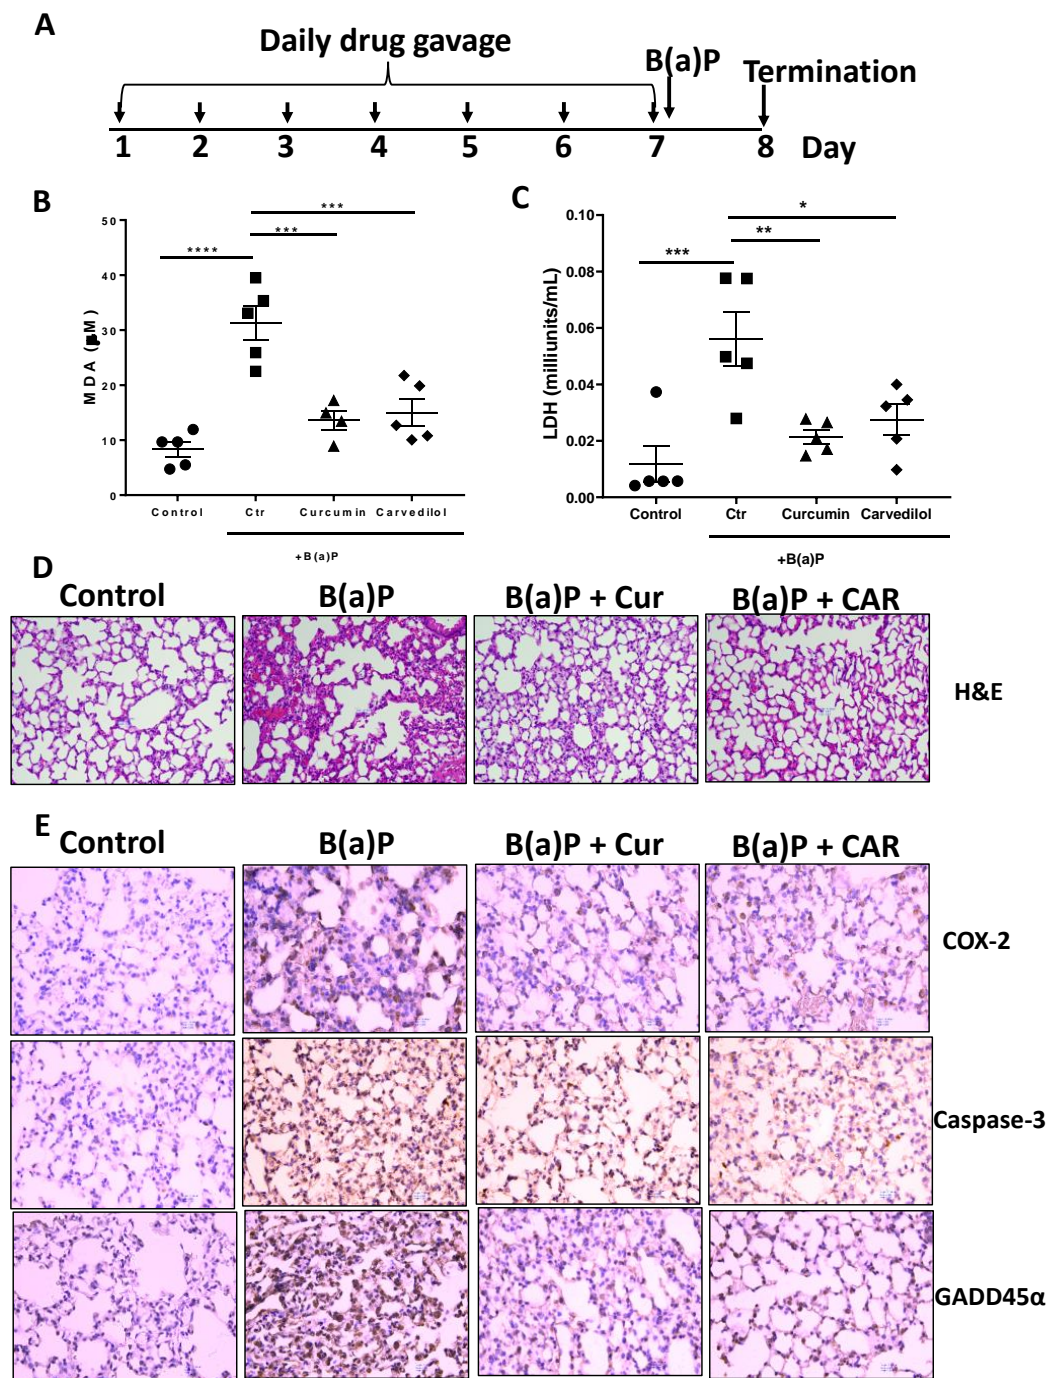 A
Daily drug gavage
B(a)P
Termination
1 2 3 4 5 6 7 8 Day
B
MDA (µM)
50
40
30
20
10
0
****
***
***
Control Ctr Curcumin Carvedilol
+B(a)P
C
LDH (milliunits/mL)
0.10
0.08
0.06
0.04
0.02
0.00
***
**
*
Control Ctr Curcumin Carvedilol
+B(a)P
D
Control B(a)P B(a)P + Cur B(a)P + CAR
H&E
E
Control B(a)P B(a)P + Cur B(a)P + CAR
COX-2
Caspase-3
GADD45α